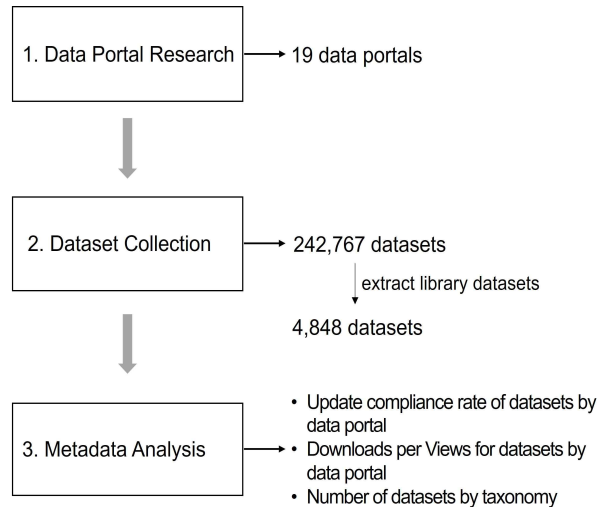 1. Data Portal Research
19 data portals
2. Dataset Collection
242,767 datasets
extract library datasets
4,848 datasets
3. Metadata Analysis
• Update compliance rate of datasets by
data portal
• Downloads per Views for datasets by
data portal
• Number of datasets by taxonomy